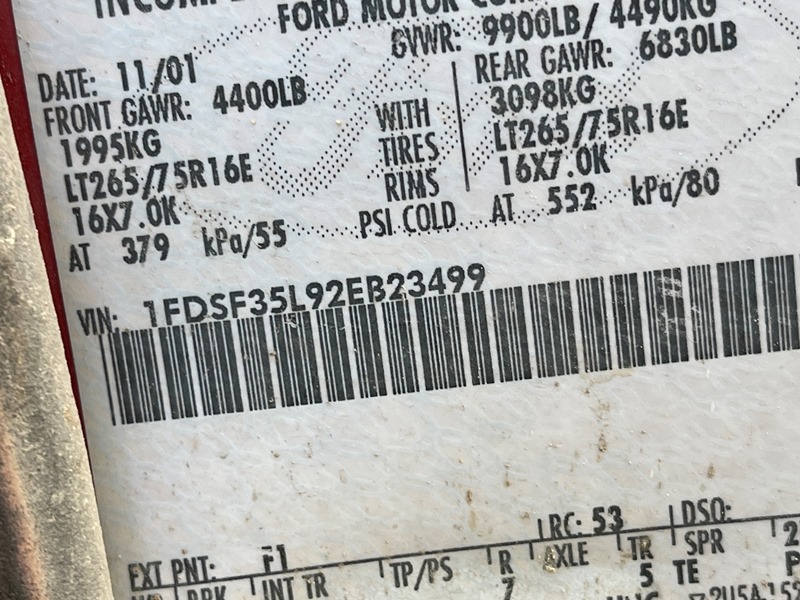 FORD MOTOR
GVWR: 9900LB/ 4490KG
DATE: 11/01
FRONT GAWR: 4400LB
1995KG
LT265/75R16E
16X7.0K
AT 379 kPa/55
WITH
TIRES
RIMS
PSI COLD
REAR GAWR: 6830LB
3098KG
LT265/75R16E
16X7.0K
AT 552 kPa/80
VIN: 1FDSF35L92EB23499
RC: 53 DSO:
EXT PNT: F1
INT TR TP/PS R AXLE TR SPR
7 5 TE